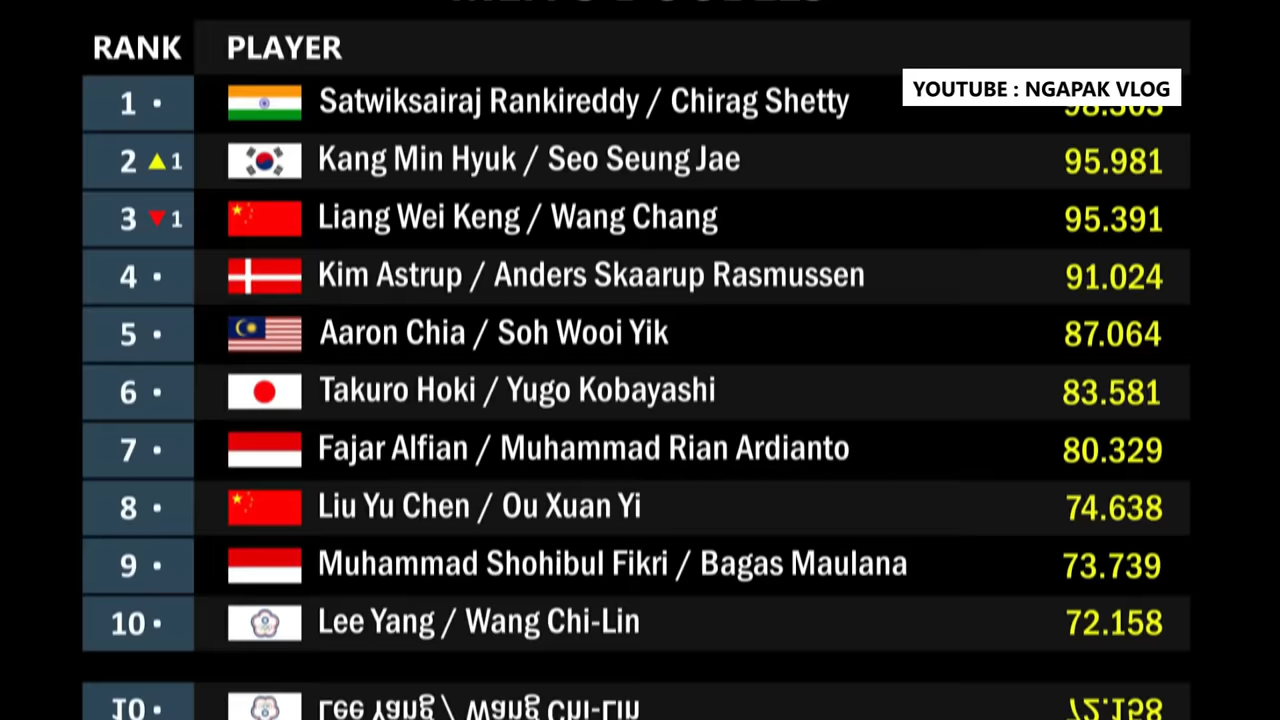 RANK PLAYER
YOUTUBE : NGAPAK VLOG
1 Satwiksairaj Rankireddy / Chirag Shetty
2 ▲1 Kang Min Hyuk / Seo Seung Jae 95.981
3 ▼1 Liang Wei Keng / Wang Chang 95.391
4 Kim Astrup / Anders Skaarup Rasmussen 91.024
5 Aaron Chia / Soh Wooi Yik 87.064
6 Takuro Hoki / Yugo Kobayashi 83.581
7 Fajar Alfian / Muhammad Rian Ardianto 80.329
8 Liu Yu Chen / Ou Xuan Yi 74.638
9 Muhammad Shohibul Fikri / Bagas Maulana 73.739
10 Lee Yang / Wang Chi-Lin 72.158